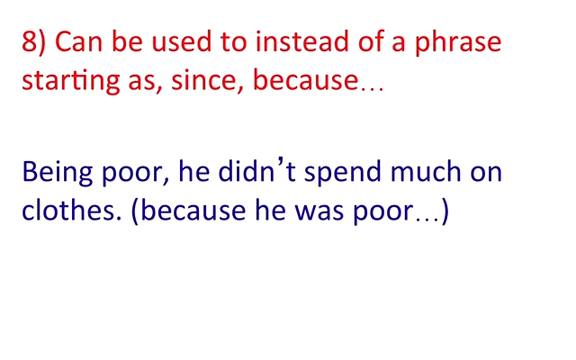 8) Can be used to instead of a phrase
starting as, since, because…
Being poor, he didn’t spend much on
clothes. (because he was poor…)